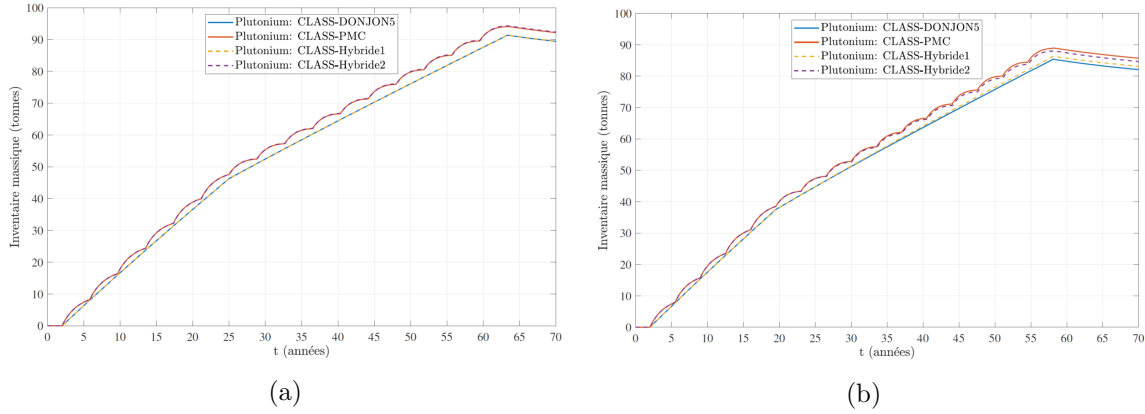 100
90
80
70
60
50
40
30
20
10
0
Inventaire massique (tonnes)
Plutonium: CLASS-DONJON5
Plutonium: CLASS-PMC
Plutonium: CLASS-Hybride1
Plutonium: CLASS-Hybride2
0 5 10 15 20 25 30 35 40 45 50 55 60 65 70
t (années)
(a)
100
90
80
70
60
50
40
30
20
10
0
Inventaire massique (tonnes)
Plutonium: CLASS-DONJON5
Plutonium: CLASS-PMC
Plutonium: CLASS-Hybride1
Plutonium: CLASS-Hybride2
0 5 10 15 20 25 30 35 40 45 50 55 60 65 70
t (années)
(b)